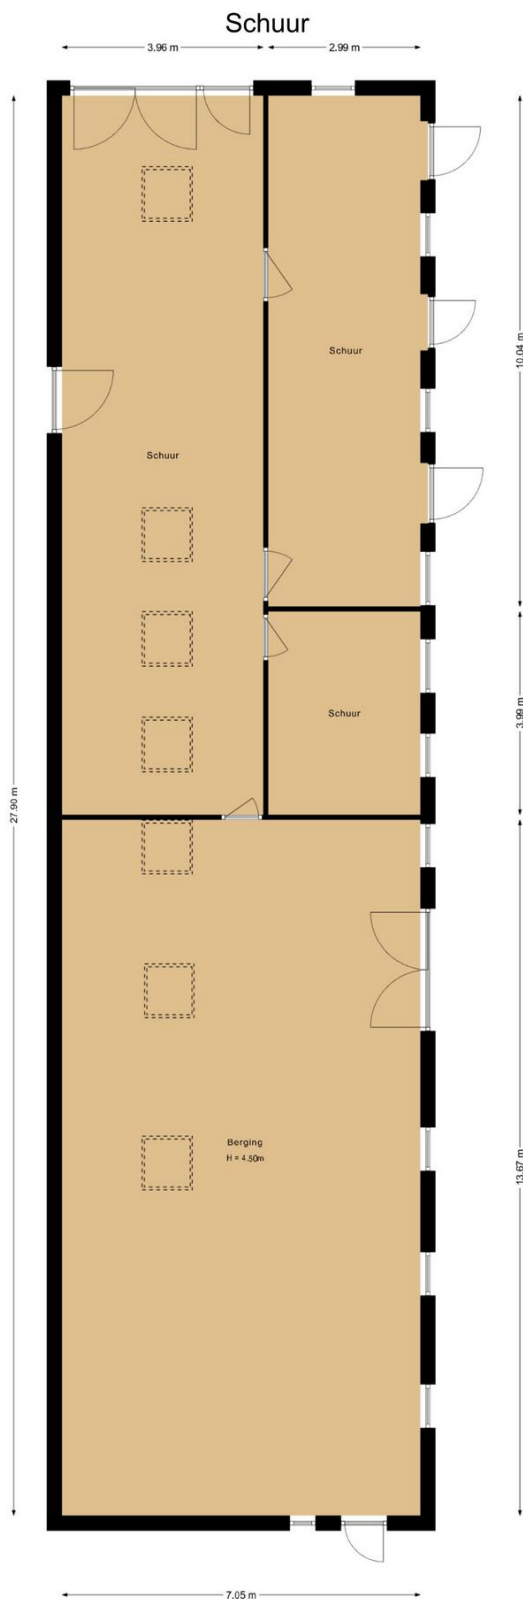 Schuur
3.96 m
2.99 m
10.04 m
Schuur
Schuur
3.99 m
Schuur
27.90 m
Berging
H = 4.50m
13.67 m
7.05 m